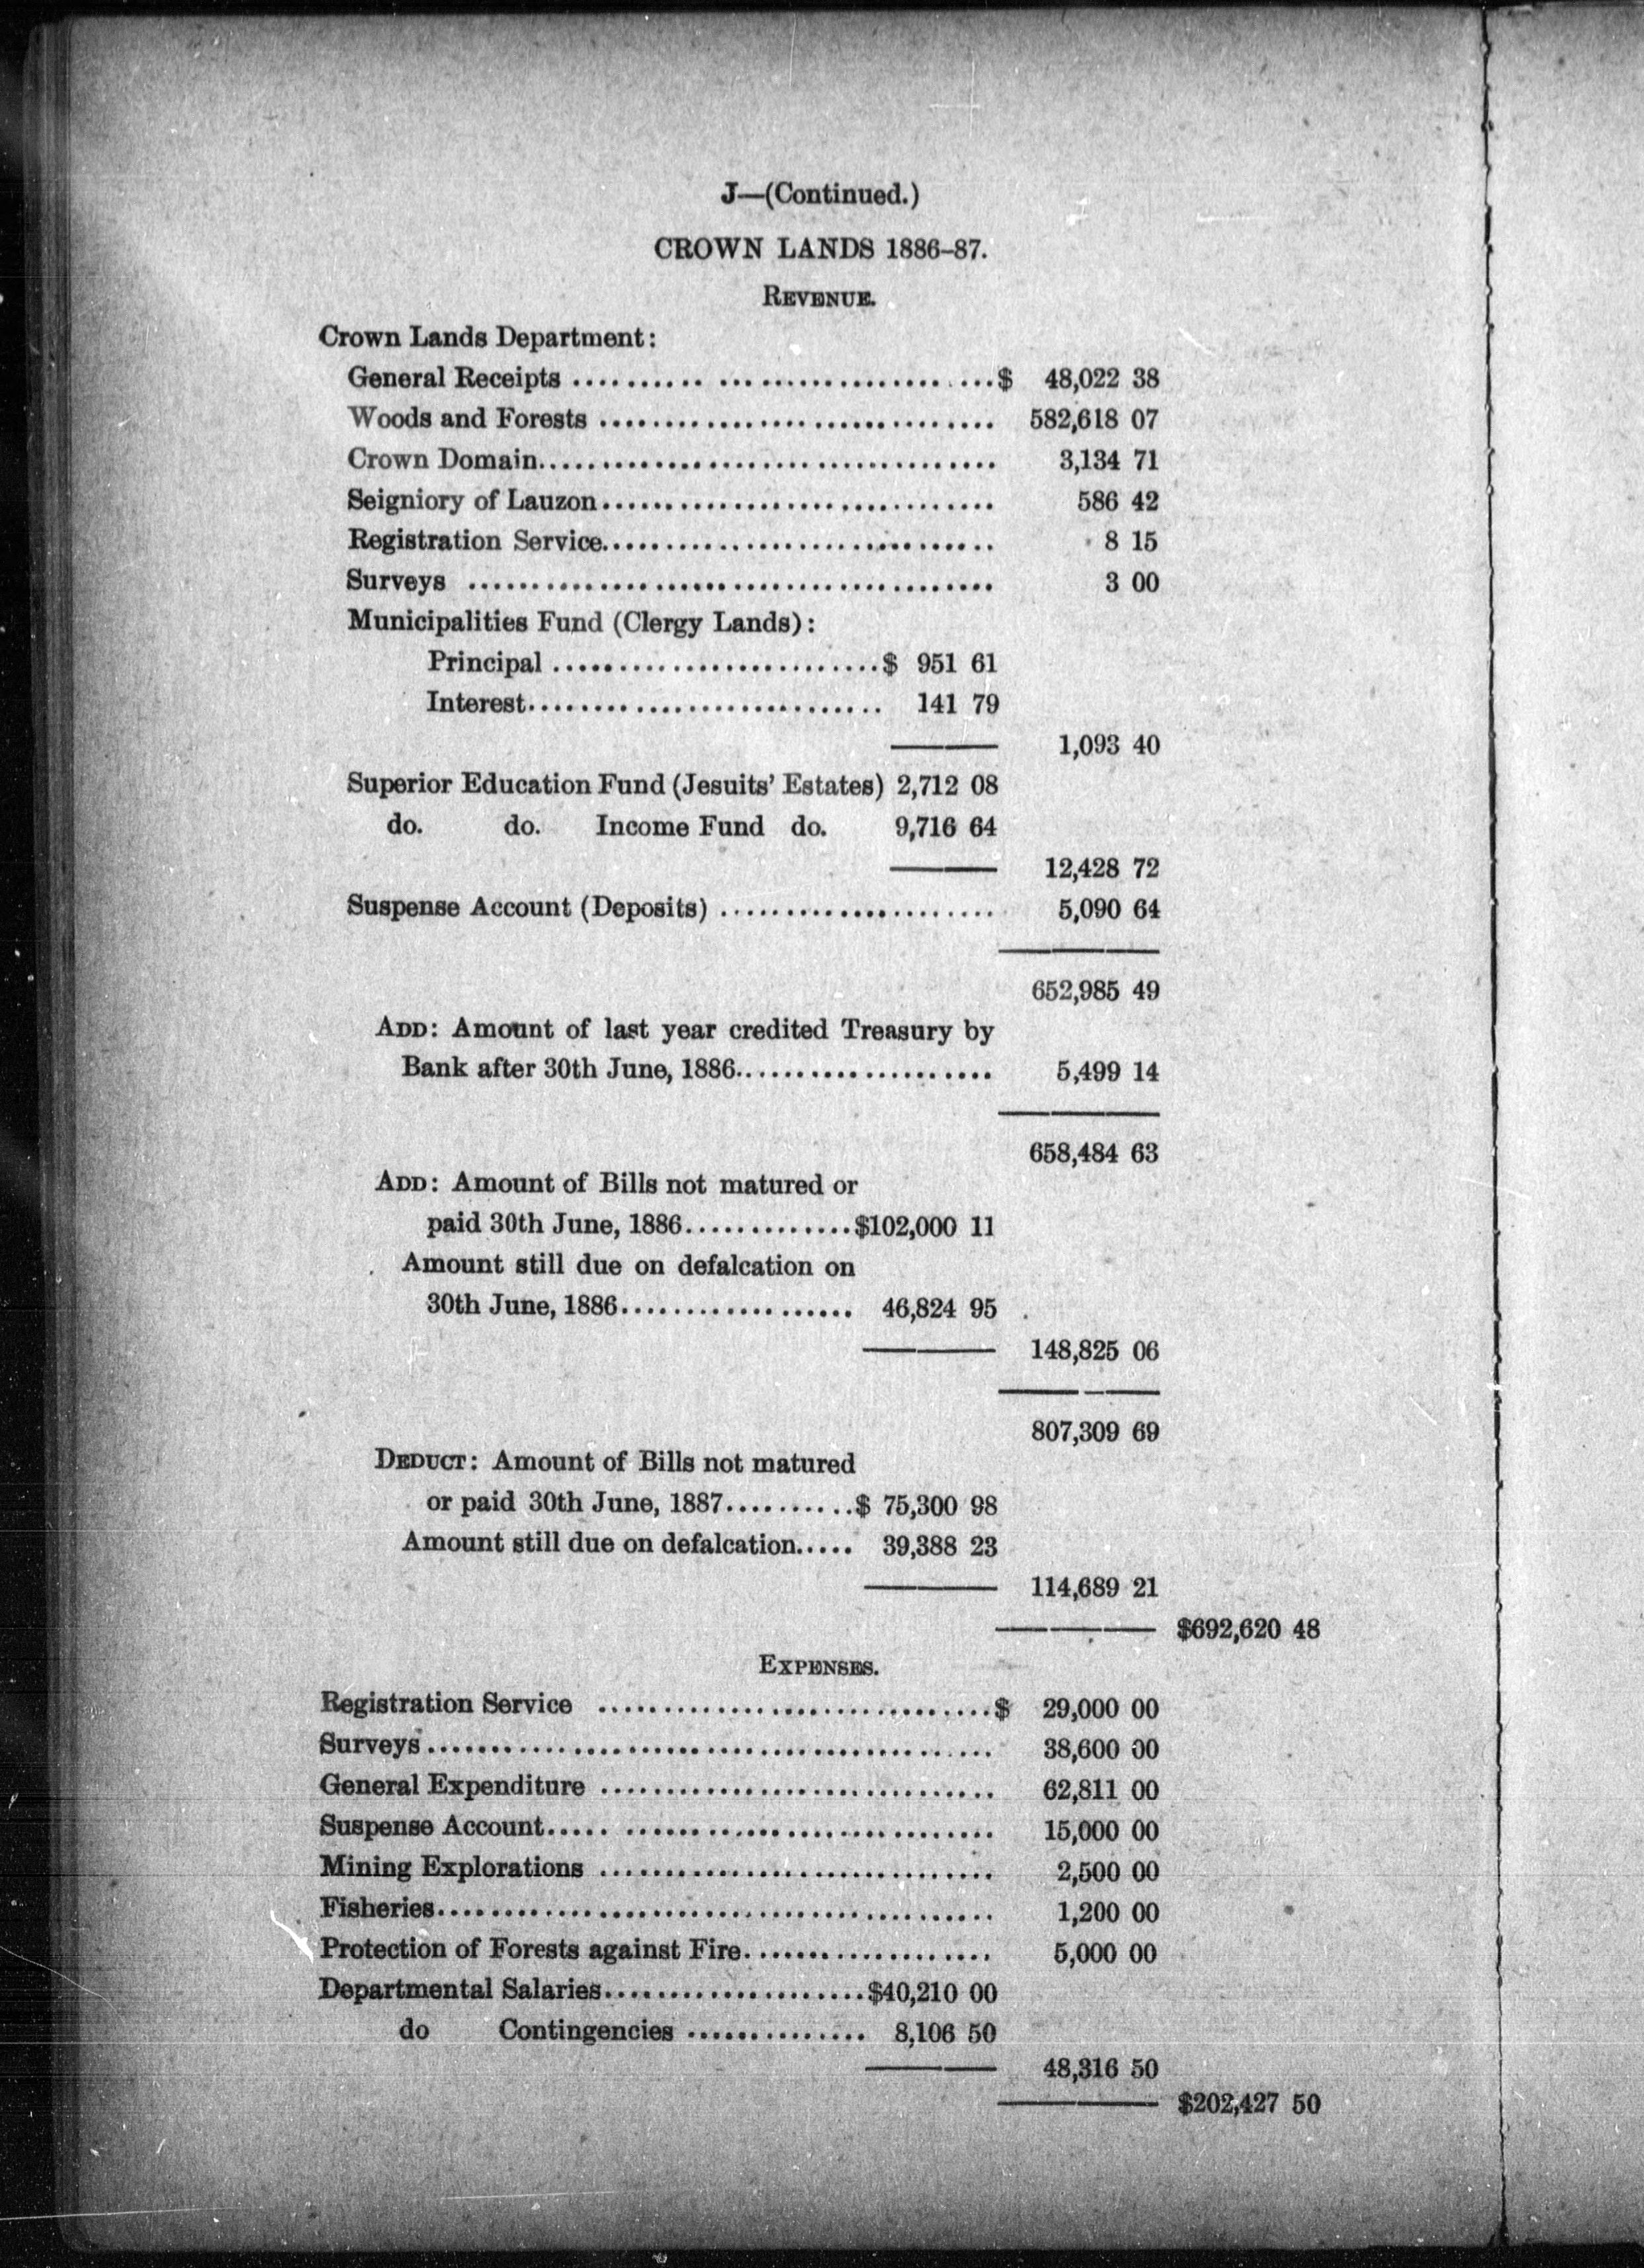 J—(Continued.)
CROWN LANDS 1886–87.
REVENUE.
Crown Lands Department:
General Receipts .......... ..................... ....$ 48,022 38
Woods and Forests .............................. 582,618 07
Crown Domain................................... 3,134 71
Seigniory of Lauzon.............................. 586 42
Registration Service.............................. 8 15
Surveys ........................................ 3 00
Municipalities Fund (Clergy Lands):
Principal .........................$ 951 61
Interest........................... 141 79
1,093 40
Superior Education Fund (Jesuits' Estates) 2,712 08
do. do. Income Fund do. 9,716 64
12,428 72
Suspense Account (Deposits) ..................... 5,090 64
652,985 49
ADD: Amount of last year credited Treasury by
Bank after 30th June, 1886.................... 5,499 14
658,484 63
ADD: Amount of Bills not matured or
paid 30th June, 1886.............$102,000 11
Amount still due on defalcation on
30th June, 1886.................. 46,824 95
148,825 06
807,309 69
DEDUCT: Amount of Bills not matured
or paid 30th June, 1887..........$ 75,300 98
Amount still due on defalcation..... 39,388 23
114,689 21
$692,620 48
EXPENSES.
Registration Service ..............................$ 29,000 00
Surveys........................................... 38,600 00
General Expenditure .............................. 62,811 00
Suspense Account..... ............................ 15,000 00
Mining Explorations .............................. 2,500 00
Fisheries.......................................... 1,200 00
Protection of Forests against Fire................... 5,000 00
Departmental Salaries....................$40,210 00
do Contingencies .............. 8,106 50
48,316 50
$202,427 50